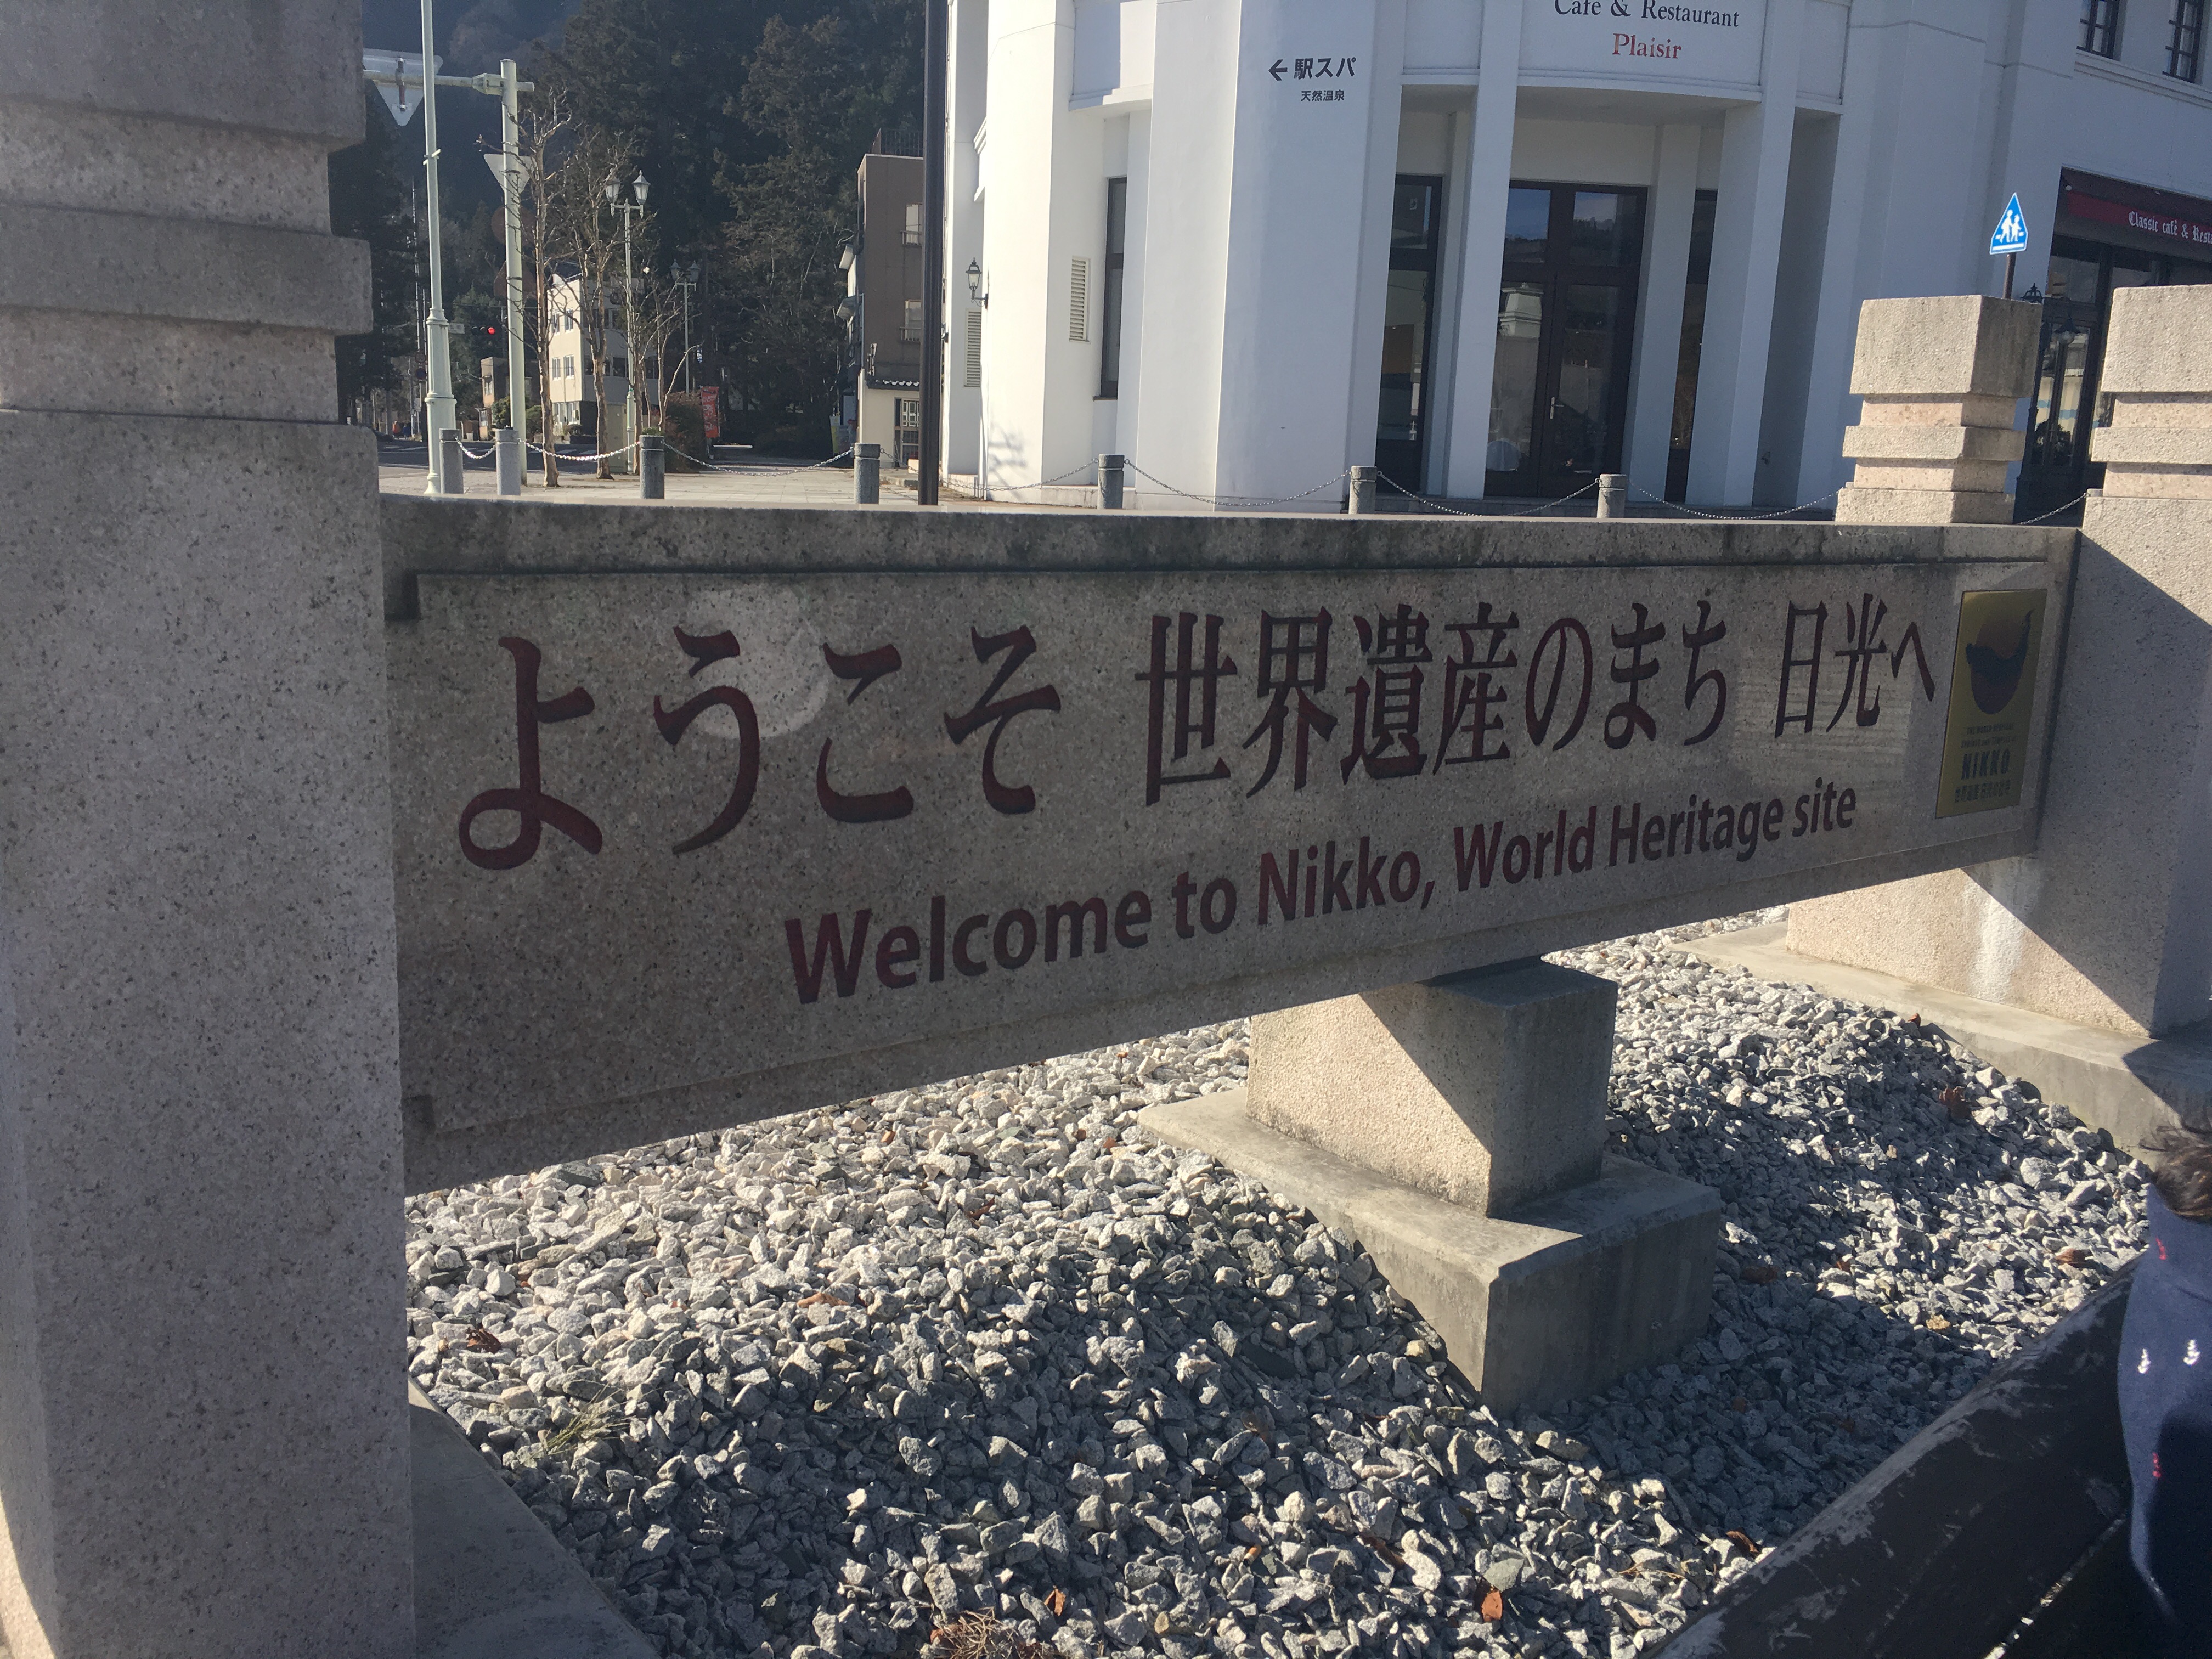 Cafe & Restaurant
Plaisir
← 駅スパ
天然温泉
Classic café &
ようこそ 世界遺産のまち 日光へ
Welcome to Nikko, World Heritage site
NIKKO